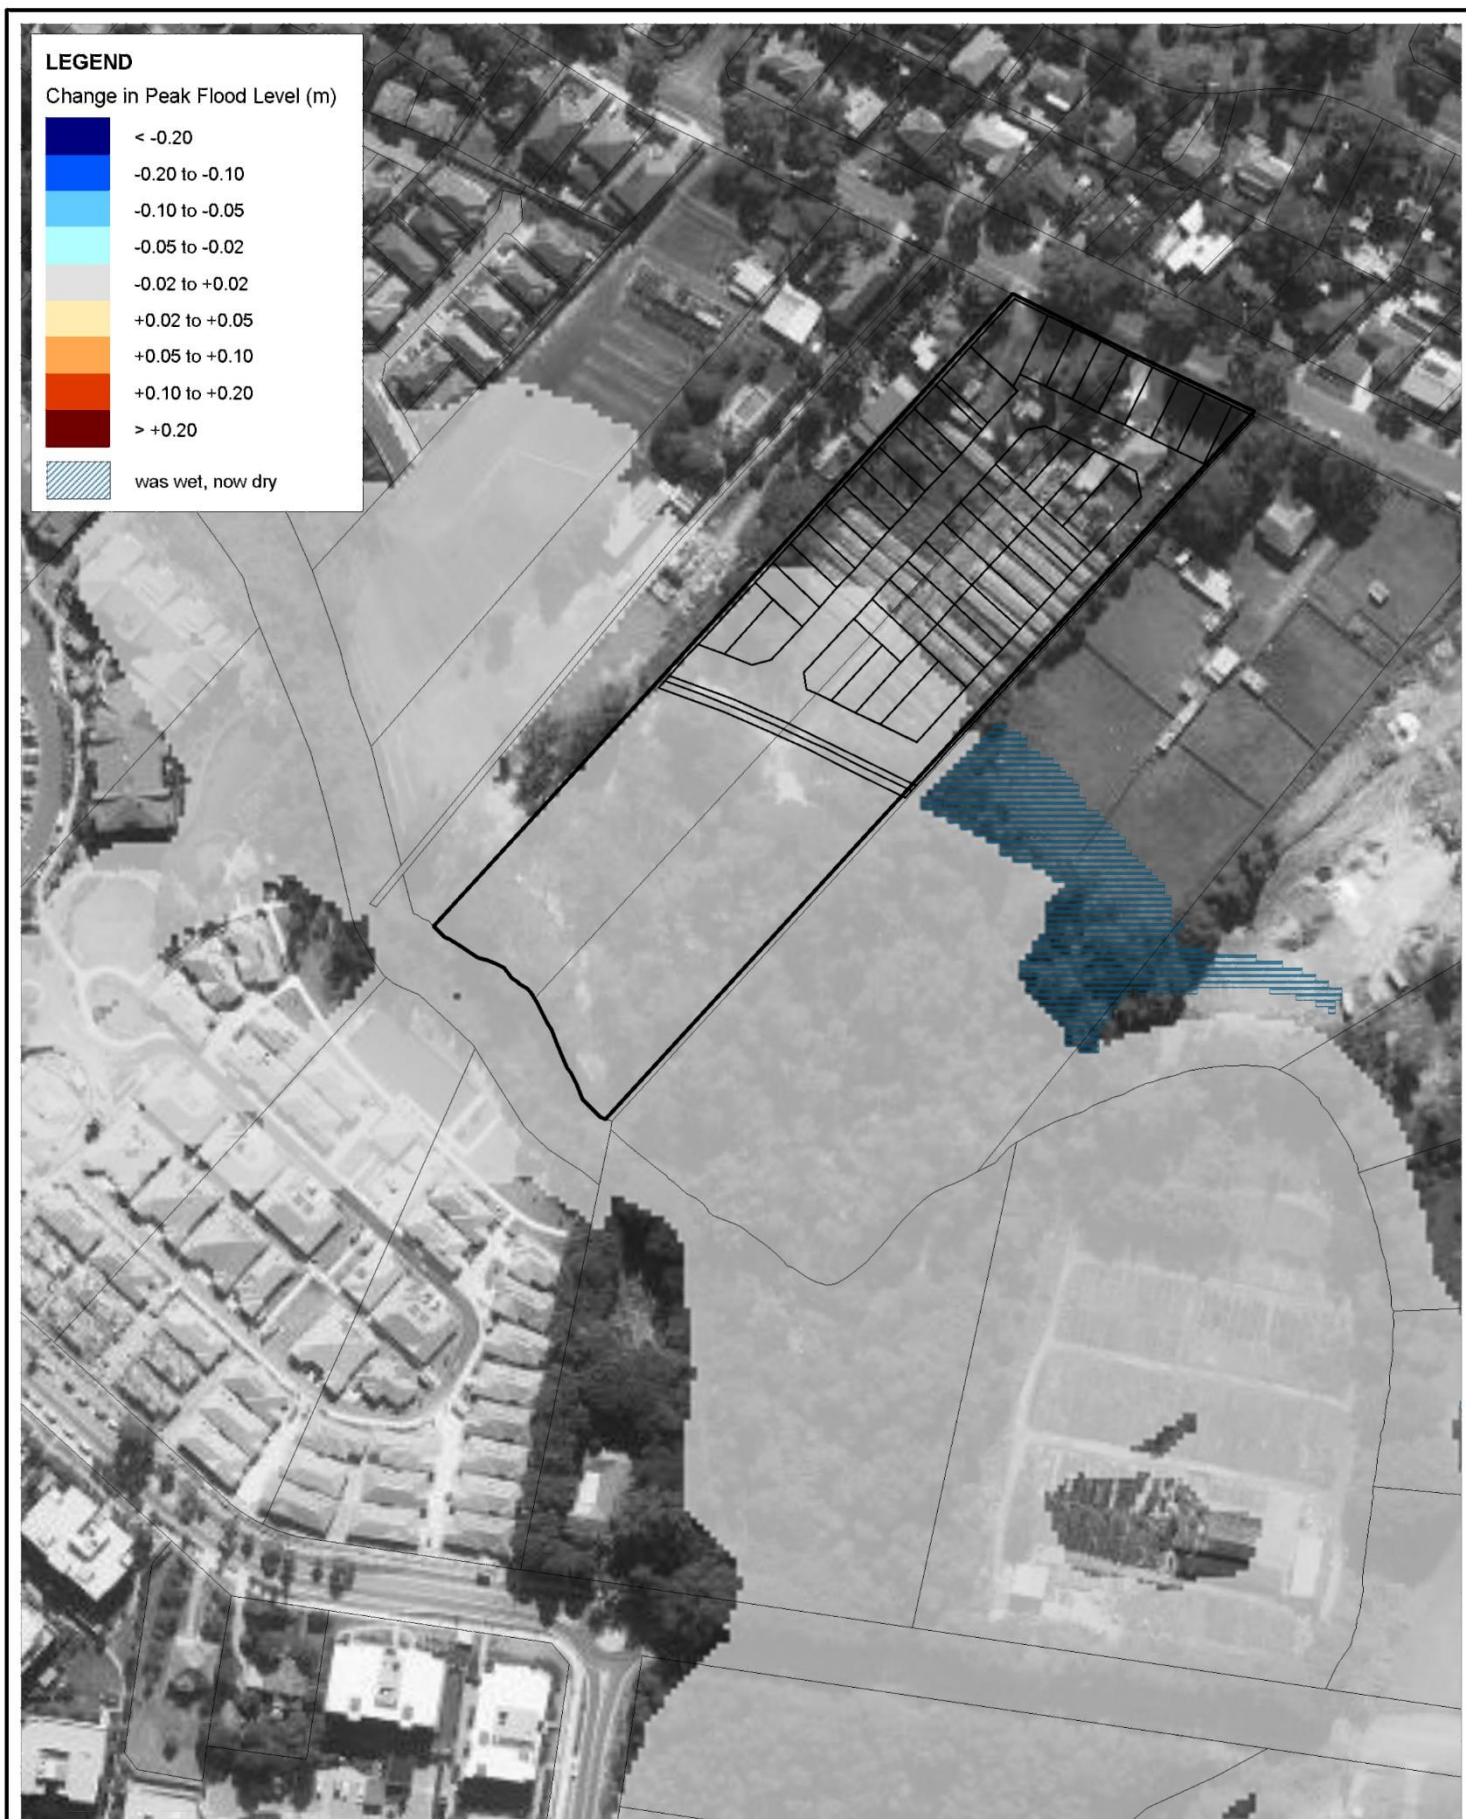 LEGEND
Change in Peak Flood Level (m)
< -0.20
-0.20 to -0.10
-0.10 to -0.05
-0.05 to -0.02
-0.02 to +0.02
+0.02 to +0.05
+0.05 to +0.10
+0.10 to +0.20
> +0.20
was wet, now dry